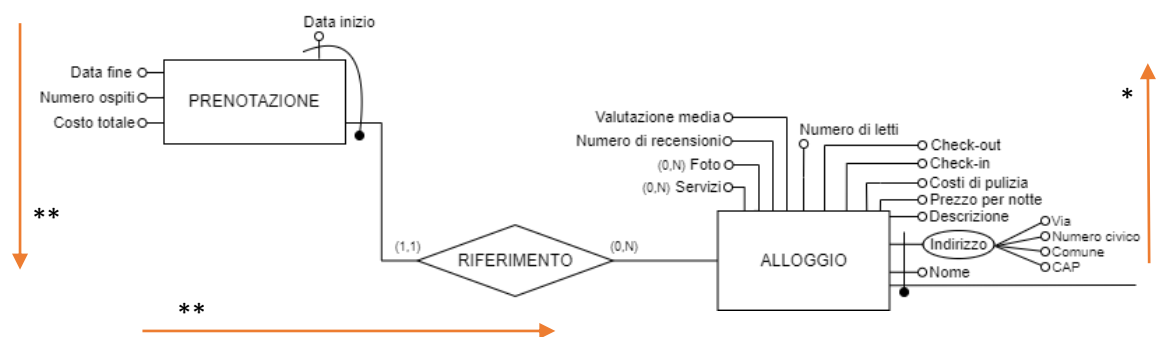 Data inizio
Data fine
Numero ospiti
Costo totale
PRENOTAZIONE
*
Valutazione media
Numero di letti
Numero di recensioni
Check-out
(0,N) Foto
Check-in
(0,N) Servizi
Costi di pulizia
Prezzo per notte
Descrizione
**
Via
Indirizzo
Numero civico
Comune
CAP
(1,1)
RIFERIMENTO
(0,N)
ALLOGGIO
Nome
**